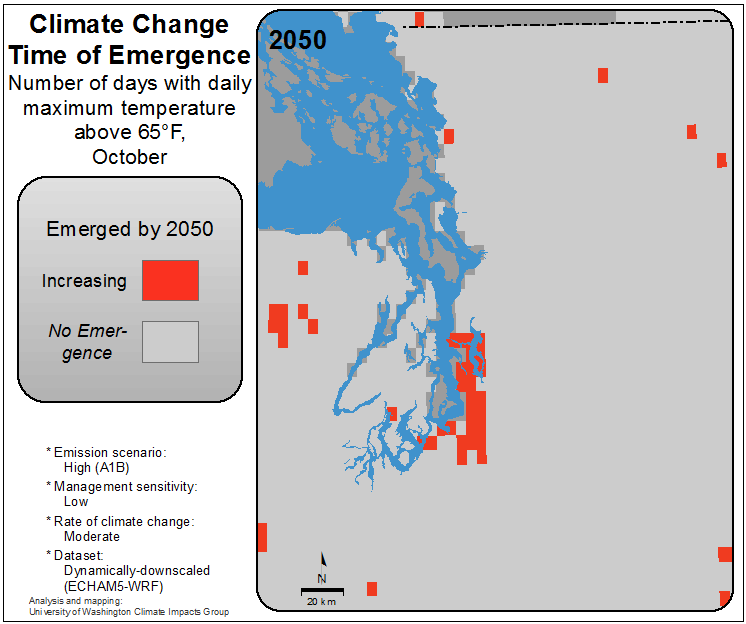 Climate Change
Time of Emergence
Number of days with daily
maximum temperature
above 65°F,
October
2050
Emerged by 2050
Increasing
No Emer-
gence
* Emission scenario:
High (A1B)
* Management sensitivity:
Low
* Rate of climate change:
Moderate
* Dataset:
Dynamically-downscaled
(ECHAM5-WRF)
Analysis and mapping:
University of Washington Climate Impacts Group
N
20 km